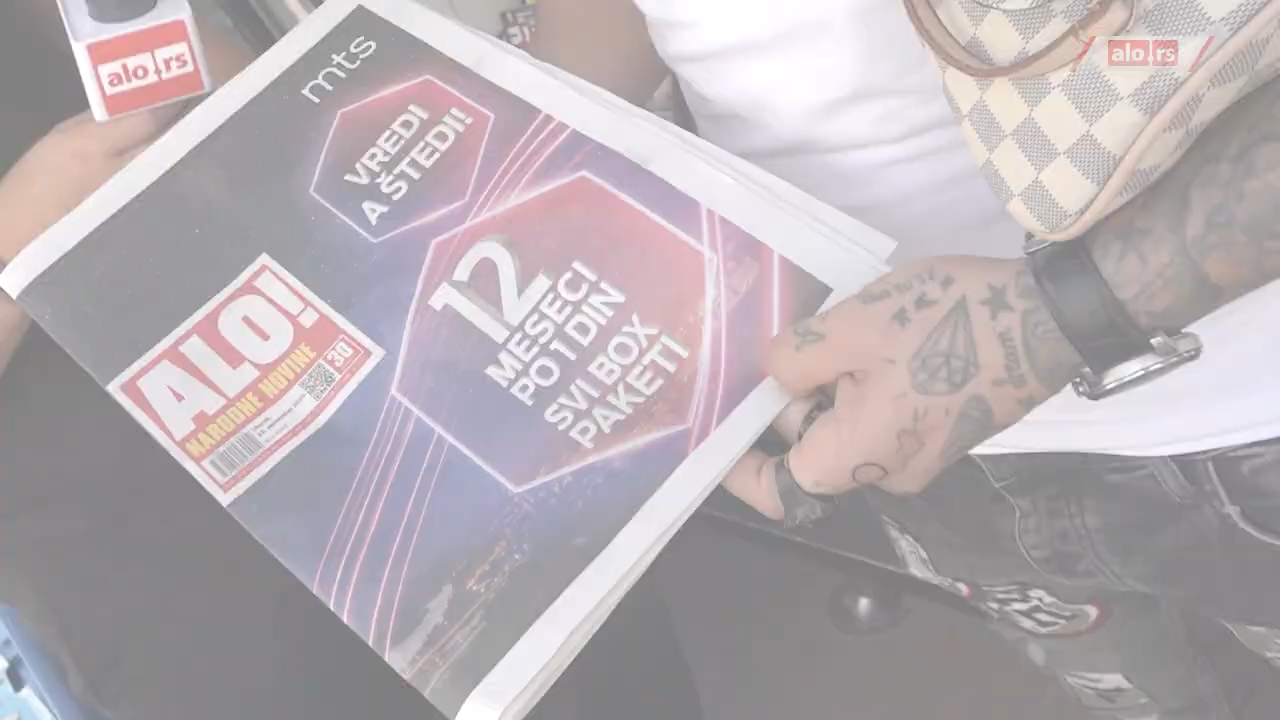 alo.rs
alo.rs
mts
VREDI
A ŠTEDI!
12
MESECI
PO 1 DIN
SVI BOX
PAKETI
ALO!
NARODNE NOVINE
30
dream